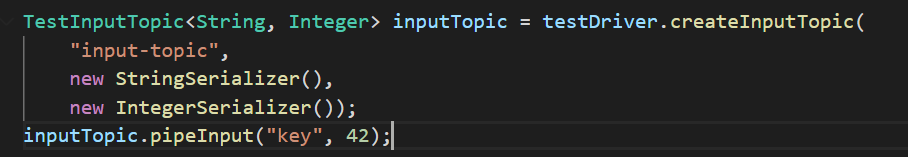 TestInputTopic<String, Integer> inputTopic = testDriver.createInputTopic(
    "input-topic",
    new StringSerializer(),
    new IntegerSerializer());
inputTopic.pipeInput("key", 42);